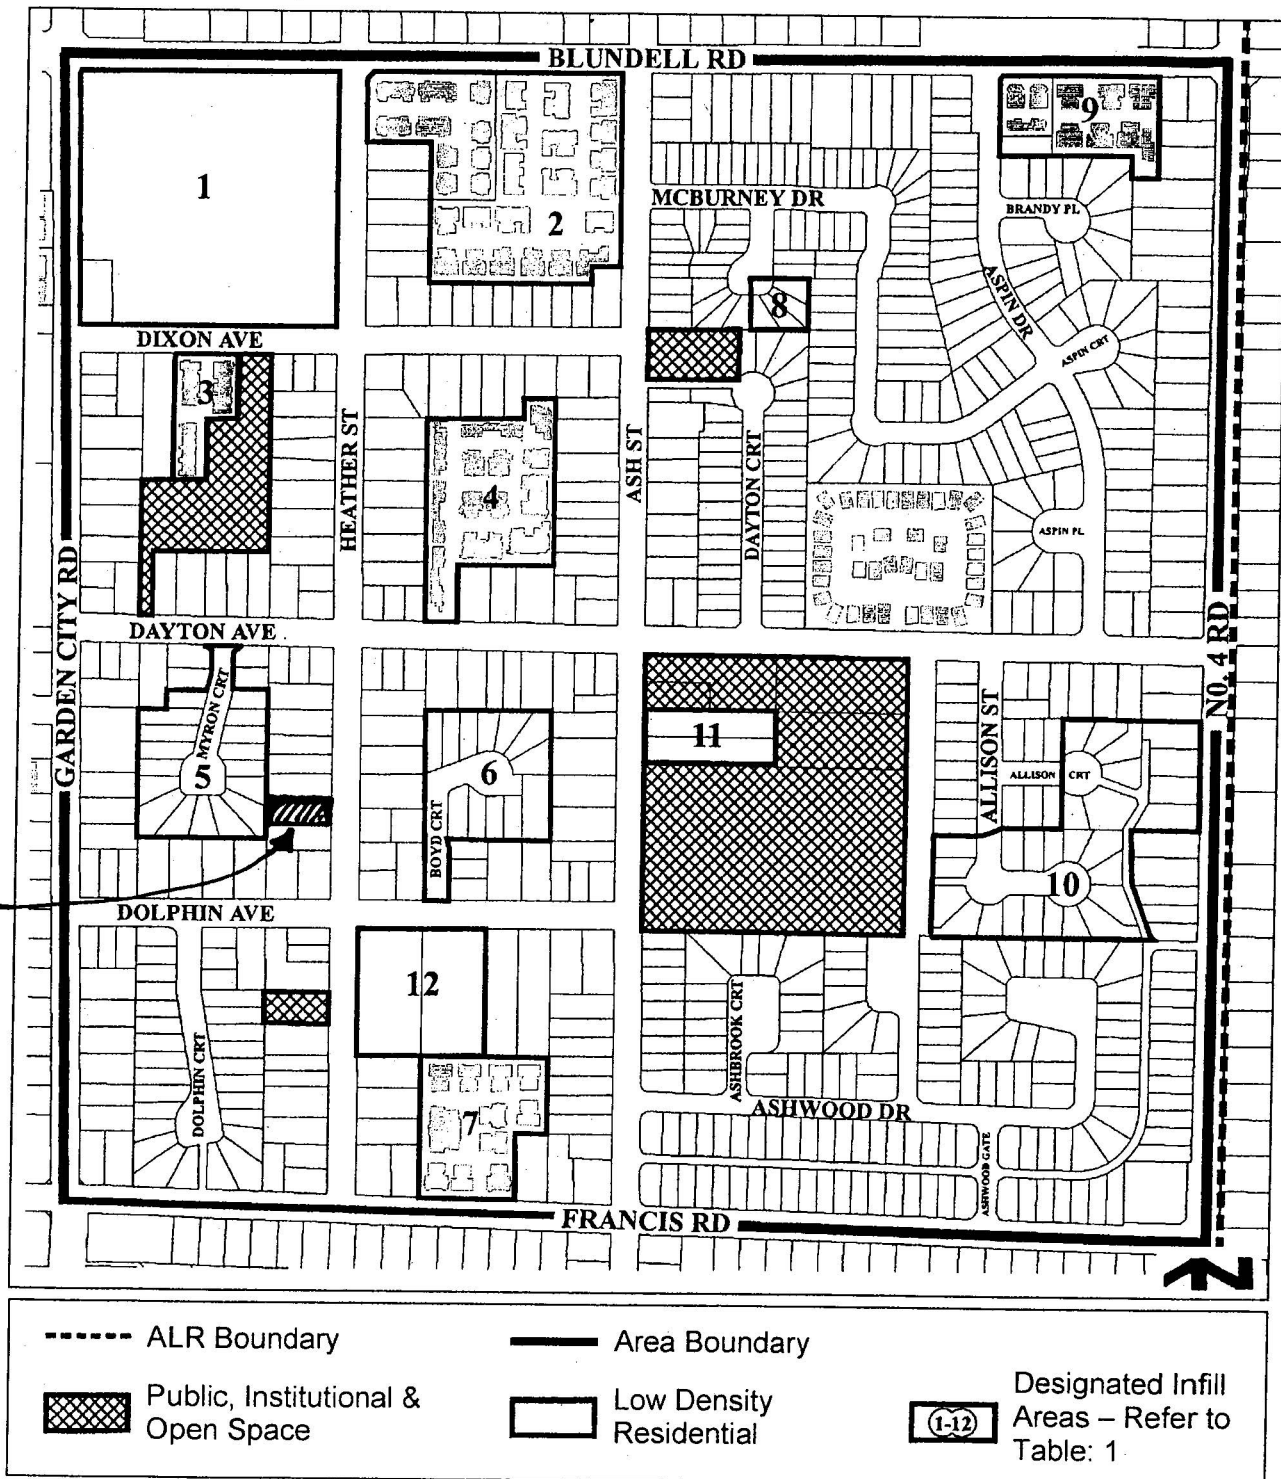 BLUNDELL RD
1
2
9
MCBURNEY DR
BRANDY PL
ASPIN DR
8
DIXON AVE
ASPIN CRT
3
HEATHER ST
4
ASH ST
DAYTON CRT
ASPIN PL
GARDEN CITY RD
DAYTON AVE
NO. 4 RD
MYRON CRT
5
6
BOYD CRT
11
ALLISON ST
ALLISON CRT
10
DOLPHIN AVE
12
DOLPHIN CRT
7
ASHBROOK CRT
ASHWOOD DR
ASHWOOD GATE
FRANCIS RD
N
ALR Boundary
Area Boundary
Public, Institutional &
Open Space
Low Density
Residential
(1-12)
Designated Infill
Areas – Refer to
Table: 1